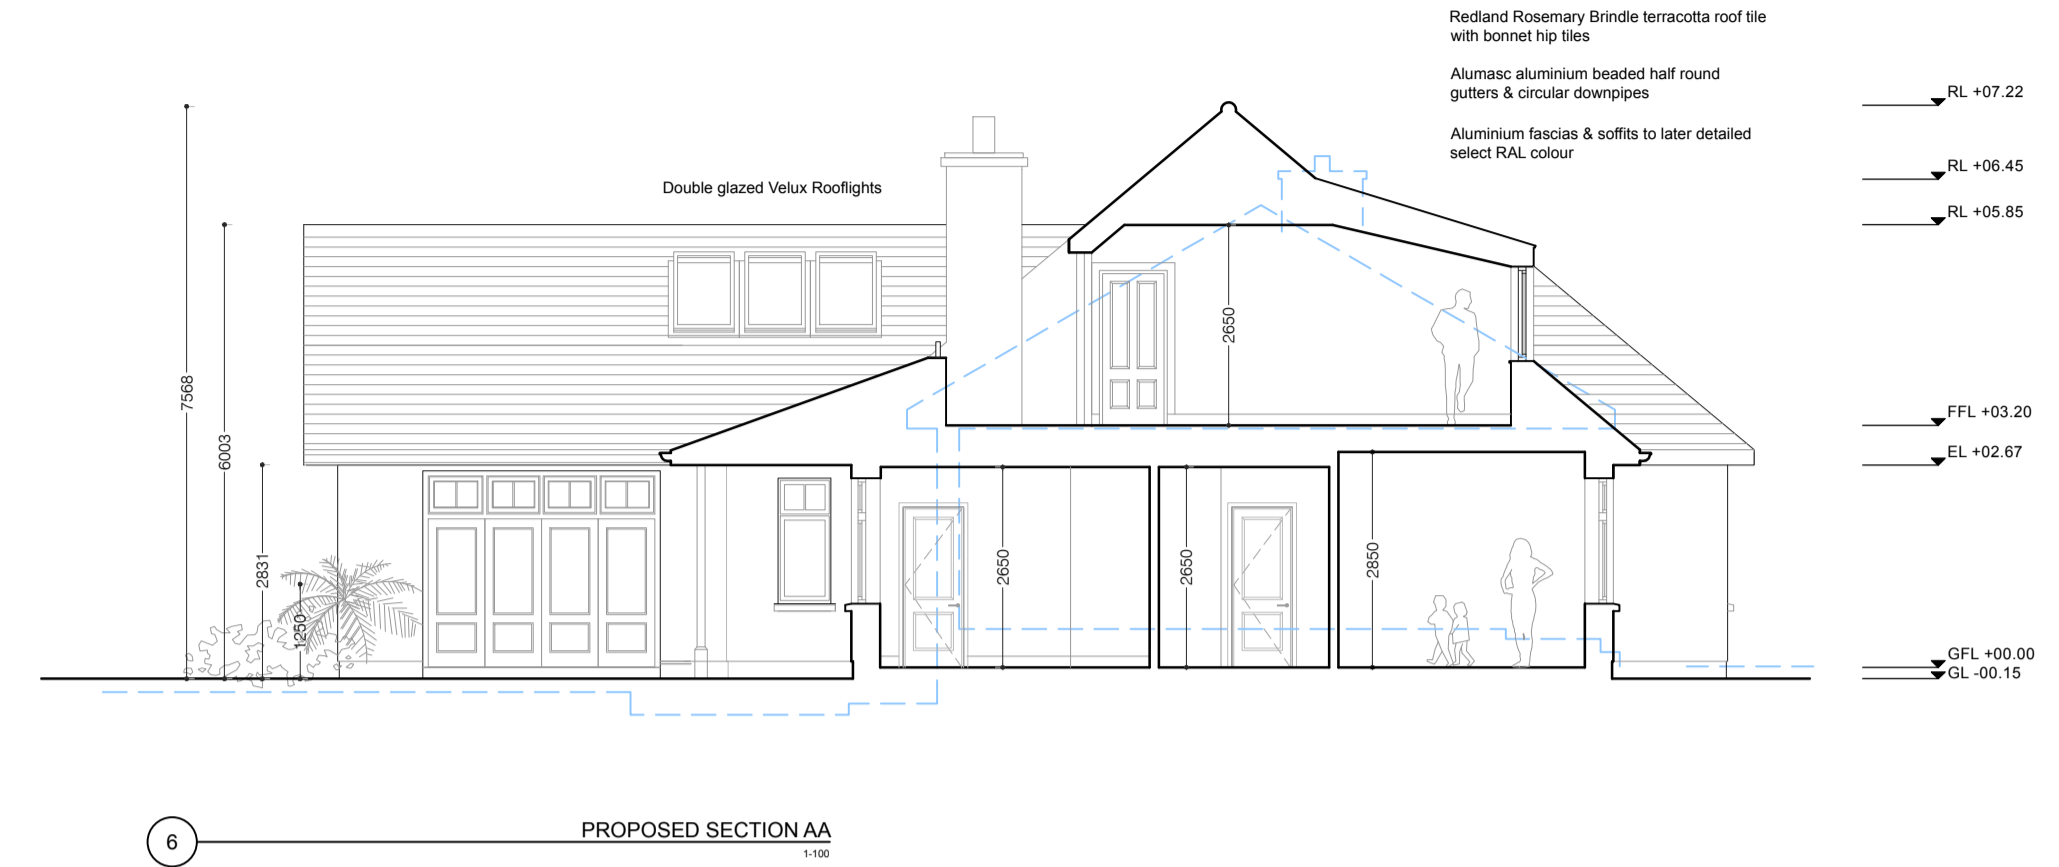 Redland Rosemary Brindle terracotta roof tile
with bonnet hip tiles
Alumasc aluminium beaded half round
gutters & circular downpipes
Aluminium fascias & soffits to later detailed
select RAL colour
Double glazed Velux Rooflights
RL +07.22
RL +06.45
RL +05.85
FFL +03.20
EL +02.67
GFL +00.00
GL -00.15
7568
6003
2831
1250
2650
2650
2650
2850
6
PROPOSED SECTION AA
1-100